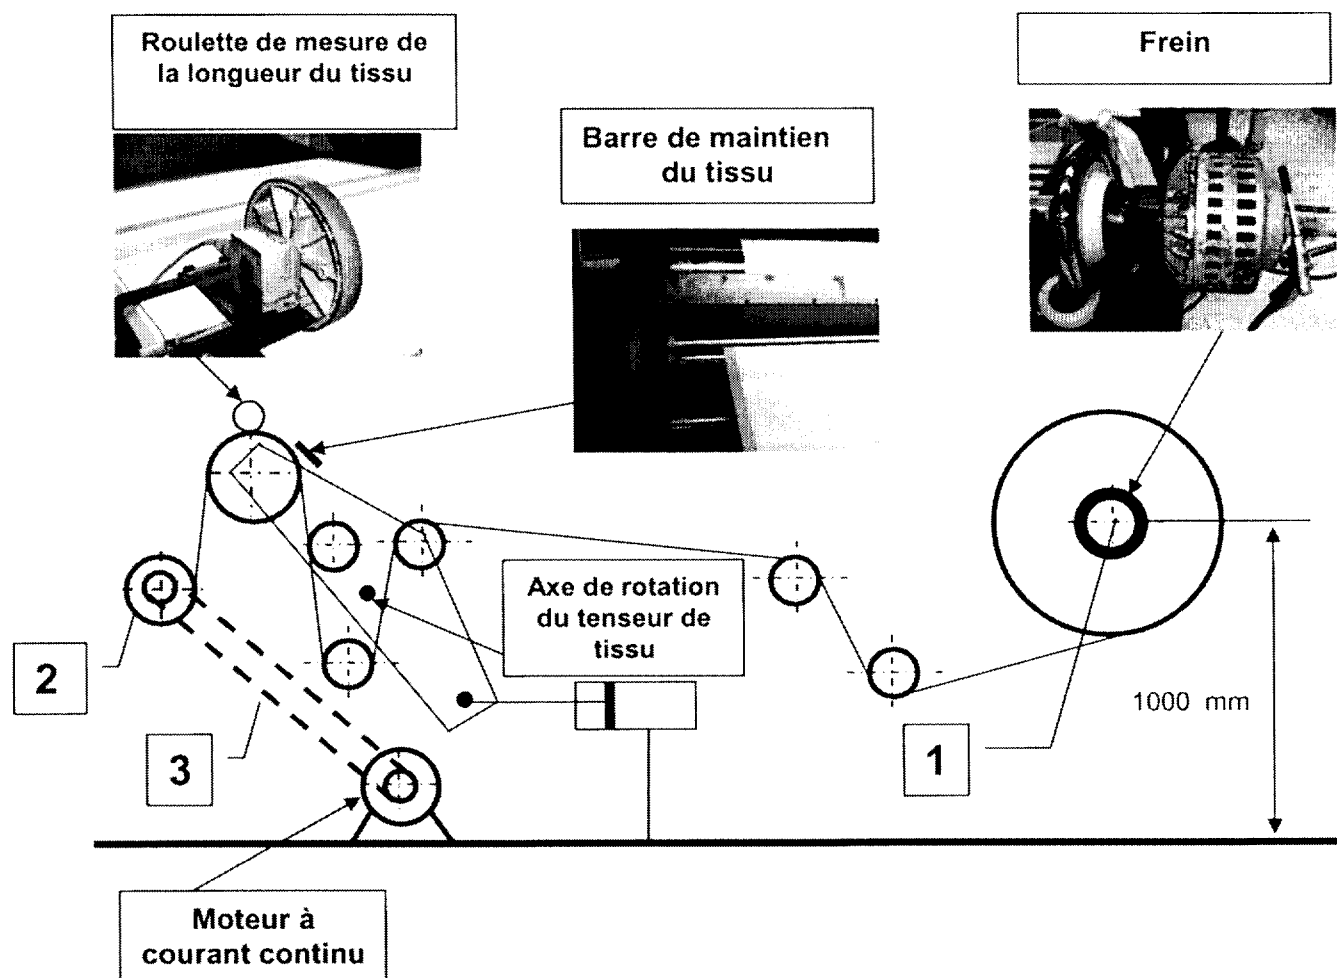 Roulette de mesure de
la longueur du tissu
Frein
Barre de maintien
du tissu
Axe de rotation
du tenseur de
tissu
2
3
1
1000 mm
Moteur à
courant continu